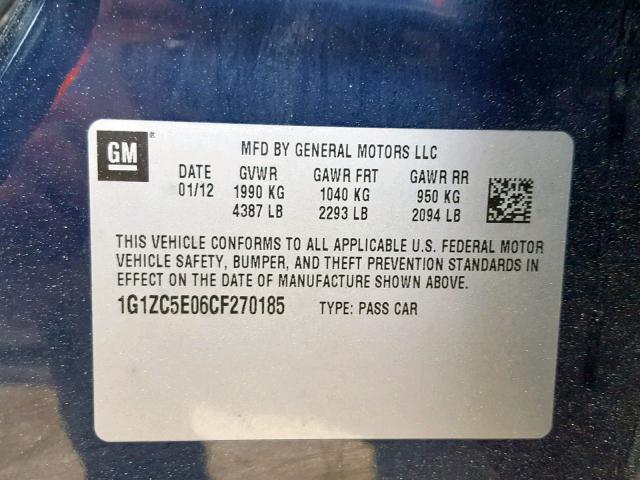 GM ®
MFD BY GENERAL MOTORS LLC
DATE GVWR GAWR FRT GAWR RR
01/12 1990 KG 1040 KG 950 KG
4387 LB 2293 LB 2094 LB
THIS VEHICLE CONFORMS TO ALL APPLICABLE U.S. FEDERAL MOTOR
VEHICLE SAFETY, BUMPER, AND THEFT PREVENTION STANDARDS IN
EFFECT ON THE DATE OF MANUFACTURE SHOWN ABOVE.
1G1ZC5E06CF270185 TYPE: PASS CAR